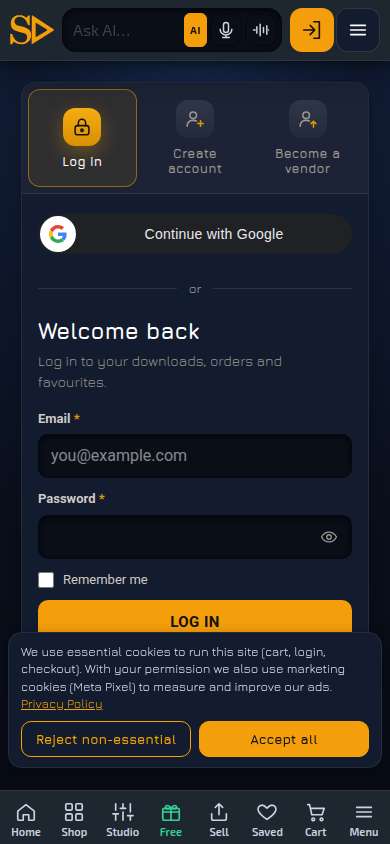 S
Ask AI...
AI
Log In
Create
account
Become a
vendor
Continue with Google
or
Welcome back
Log in to your downloads, orders and
favourites.
Email *
you@example.com
Password *
Remember me
LOG IN
We use essential cookies to run this site (cart, login,
checkout). With your permission we also use marketing
cookies (Meta Pixel) to measure and improve our ads.
Privacy Policy
Reject non-essential
Accept all
Home
Shop
Studio
Free
Sell
Saved
Cart
Menu